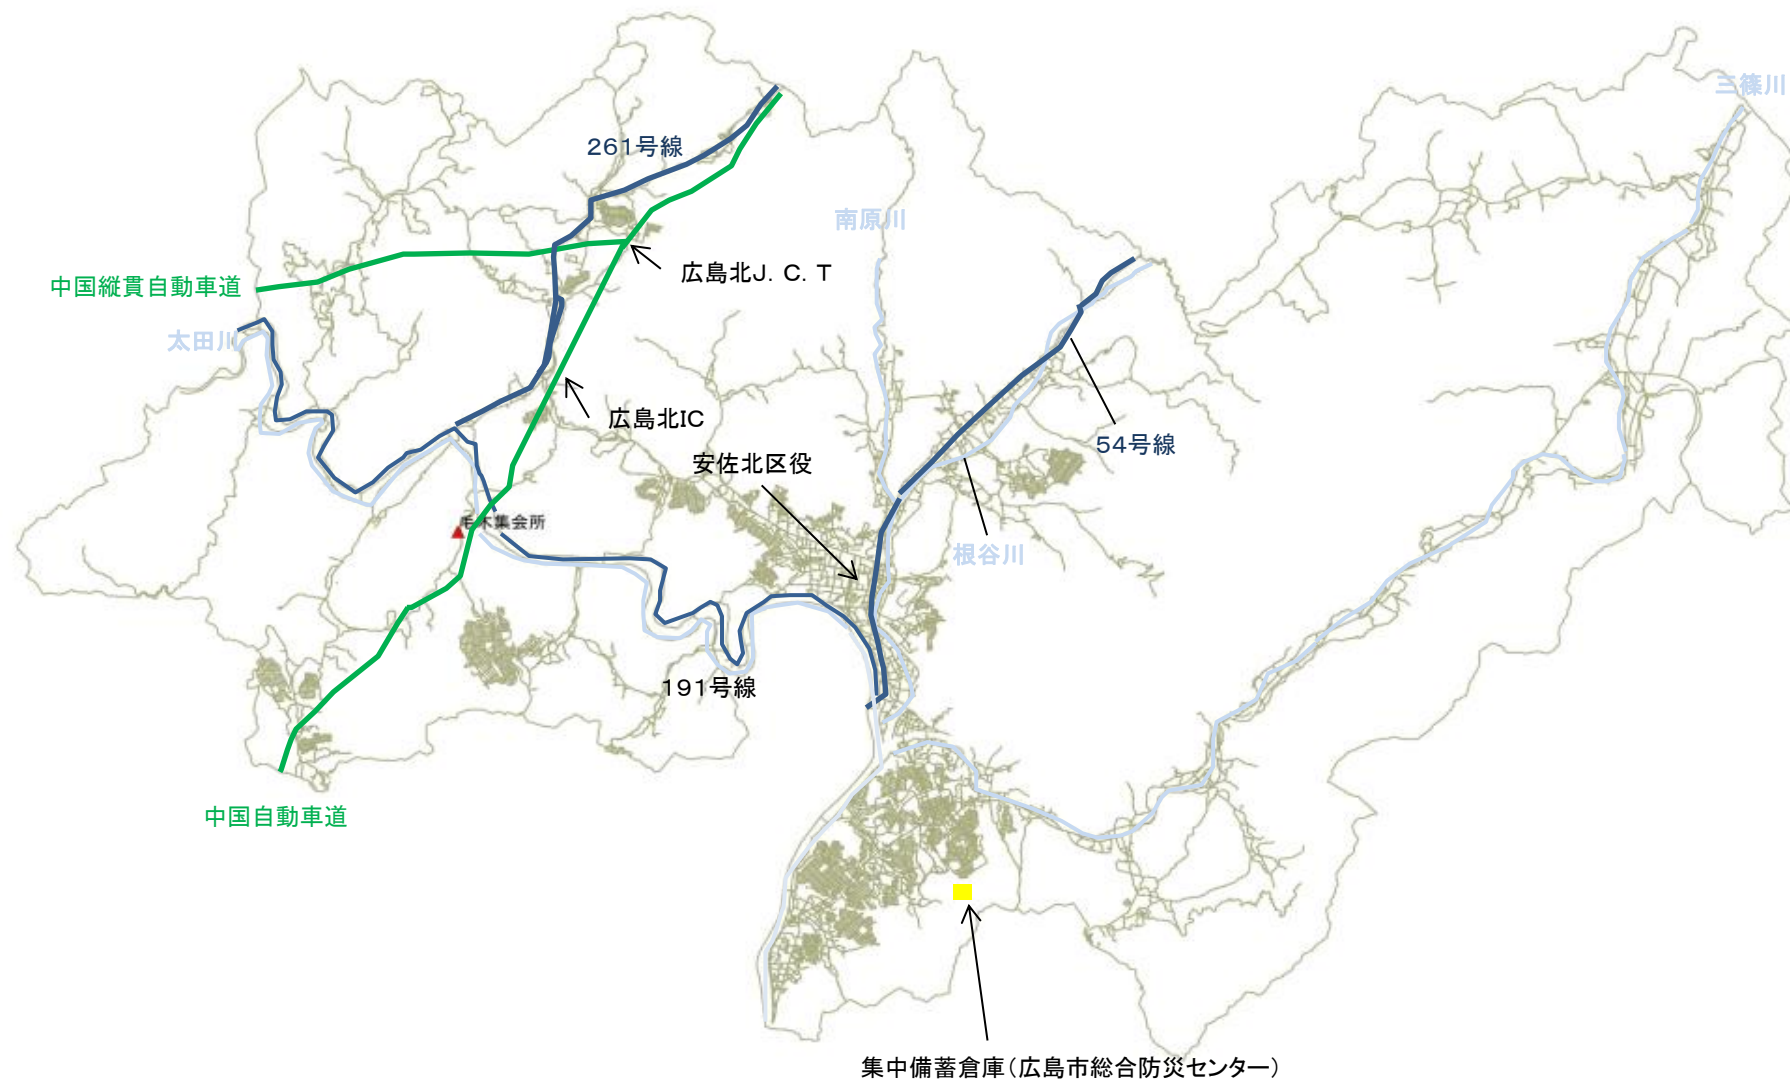 三篠川
261号線
南原川
広島北J．C．T
中国縦貫自動車道
太田川
広島北IC
54号線
安佐北区役
毛木集会所
根谷川
191号線
中国自動車道
集中備蓄倉庫（広島市総合防災センター）